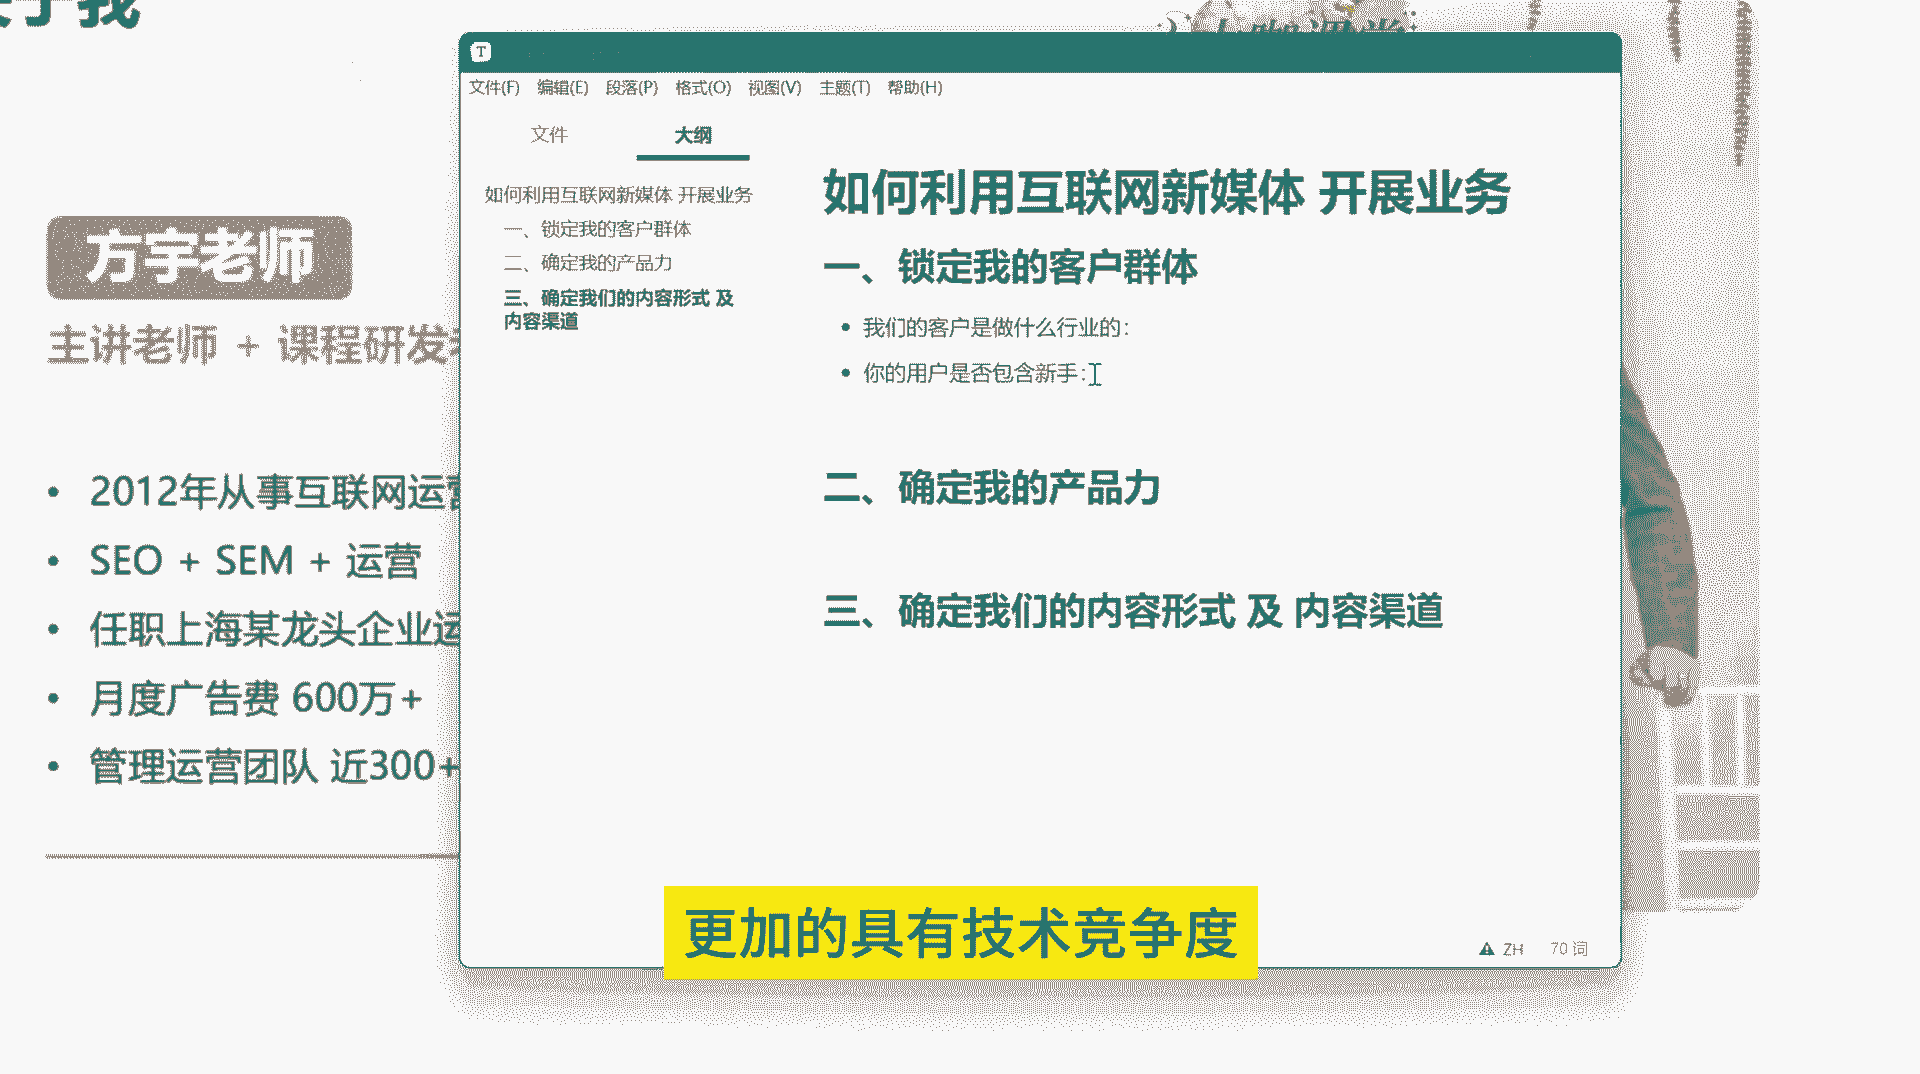 方宇老师
主讲老师 + 课程研发
2012年从事互联网运营
SEO + SEM + 运营
任职上海某龙头企业运
月度广告费 600万+
管理运营团队 近300+
T
文件(F) 编辑(E) 段落(P) 格式(O) 视图(V) 主题(T) 帮助(H)
文件 大纲
如何利用互联网新媒体 开展业务
一、锁定我的客户群体
二、确定我的产品力
三、确定我们的内容形式 及
内容渠道
如何利用互联网新媒体 开展业务
一、锁定我的客户群体
我们的客户是做什么行业的：
你的用户是否包含新手：
二、确定我的产品力
三、确定我们的内容形式 及 内容渠道
更加的具有技术竞争度
ZH 70 词